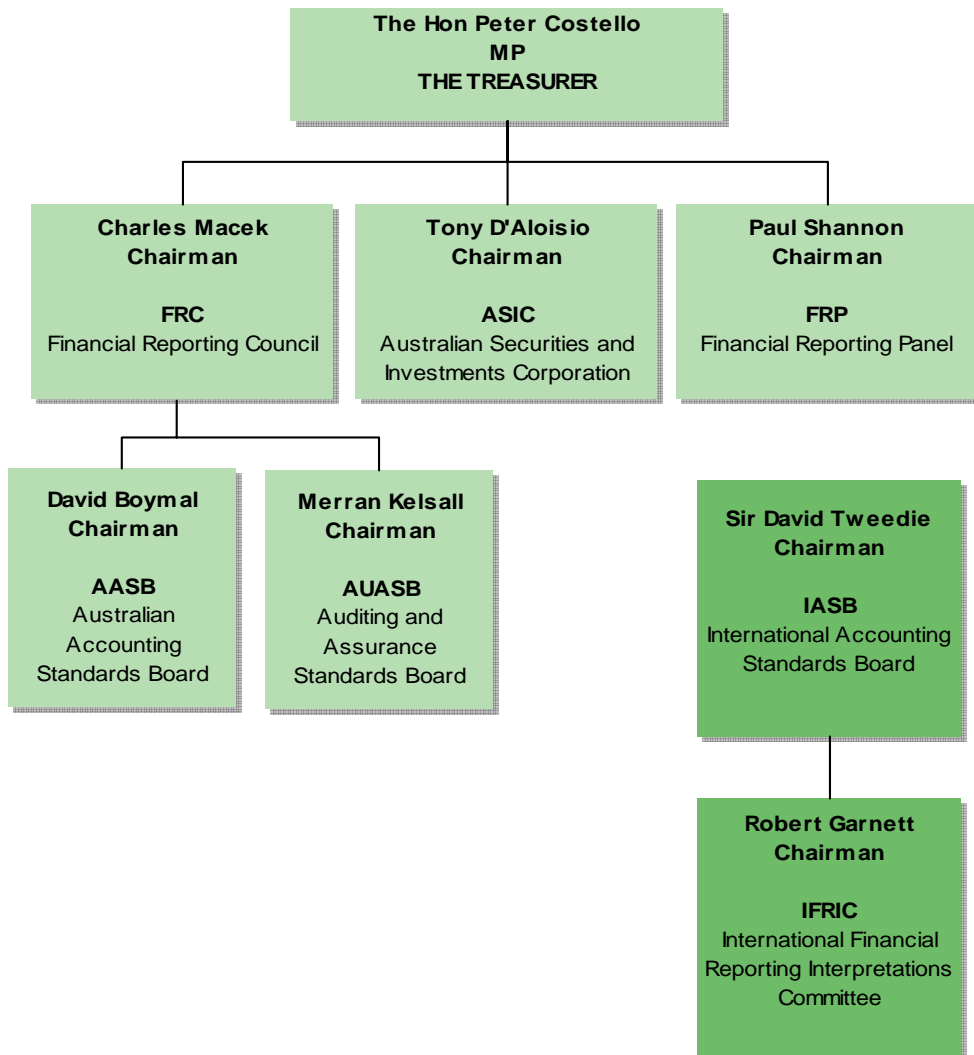 The Hon Peter Costello
MP
THE TREASURER
Charles Macek
Chairman
FRC
Financial Reporting Council
Tony D'Aloisio
Chairman
ASIC
Australian Securities and
Investments Corporation
Paul Shannon
Chairman
FRP
Financial Reporting Panel
David Boymal
Chairman
AASB
Australian
Accounting
Standards Board
Merran Kelsall
Chairman
AUASB
Auditing and
Assurance
Standards Board
Sir David Tweedie
Chairman
IASB
International Accounting
Standards Board
Robert Garnett
Chairman
IFRIC
International Financial
Reporting Interpretations
Committee